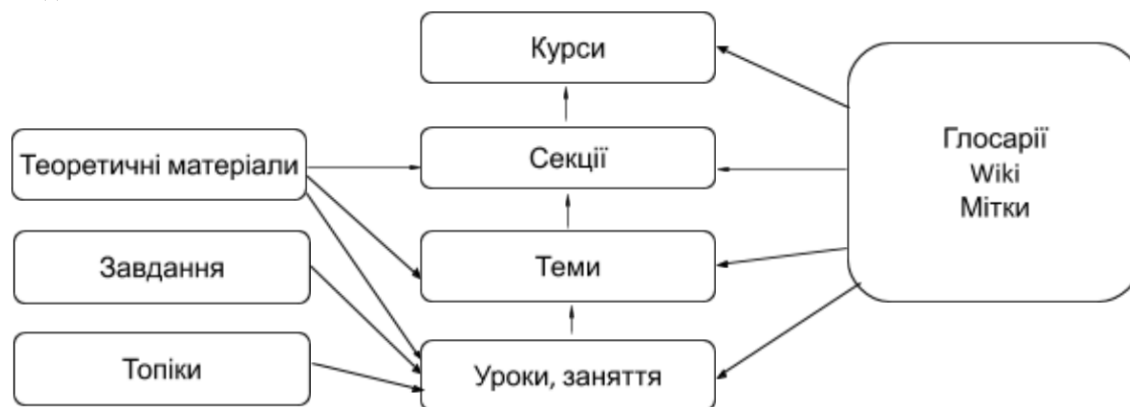 Курси
Секції
Теми
Уроки, заняття
Теоретичні матеріали
Завдання
Топіки
Глосарії
Wiki
Мітки